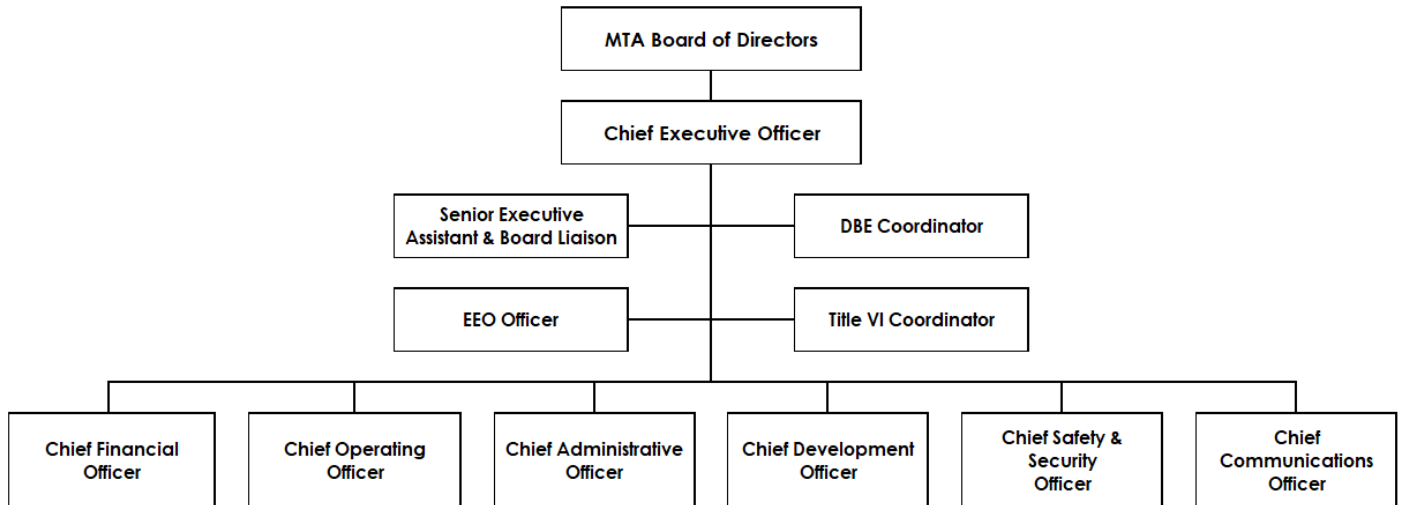 MTA Board of Directors
Chief Executive Officer
Senior Executive
Assistant & Board Liaison
DBE Coordinator
EEO Officer
Title VI Coordinator
Chief Financial
Officer
Chief Operating
Officer
Chief Administrative
Officer
Chief Development
Officer
Chief Safety &
Security
Officer
Chief
Communications
Officer